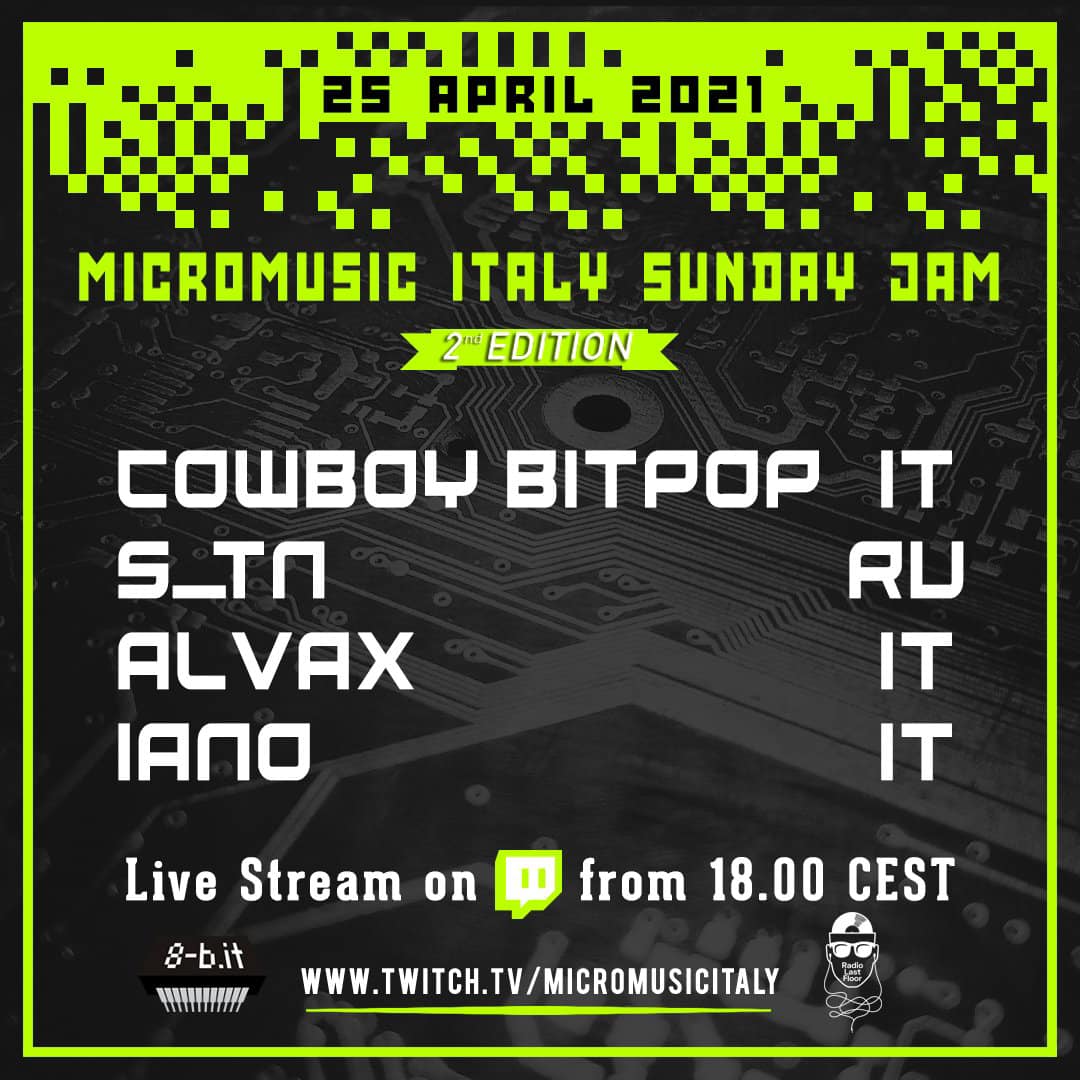 25 APRIL 2021
MICROMUSIC ITALY SUNDAY JAM
2nd EDITION
COWBOY BITPOP IT
S_TN RU
ALVAX IT
IANO IT
Live Stream on from 18.00 CEST
8-b.it
Radio
Last
Floor
WWW.TWITCH.TV/MICROMUSICITALY